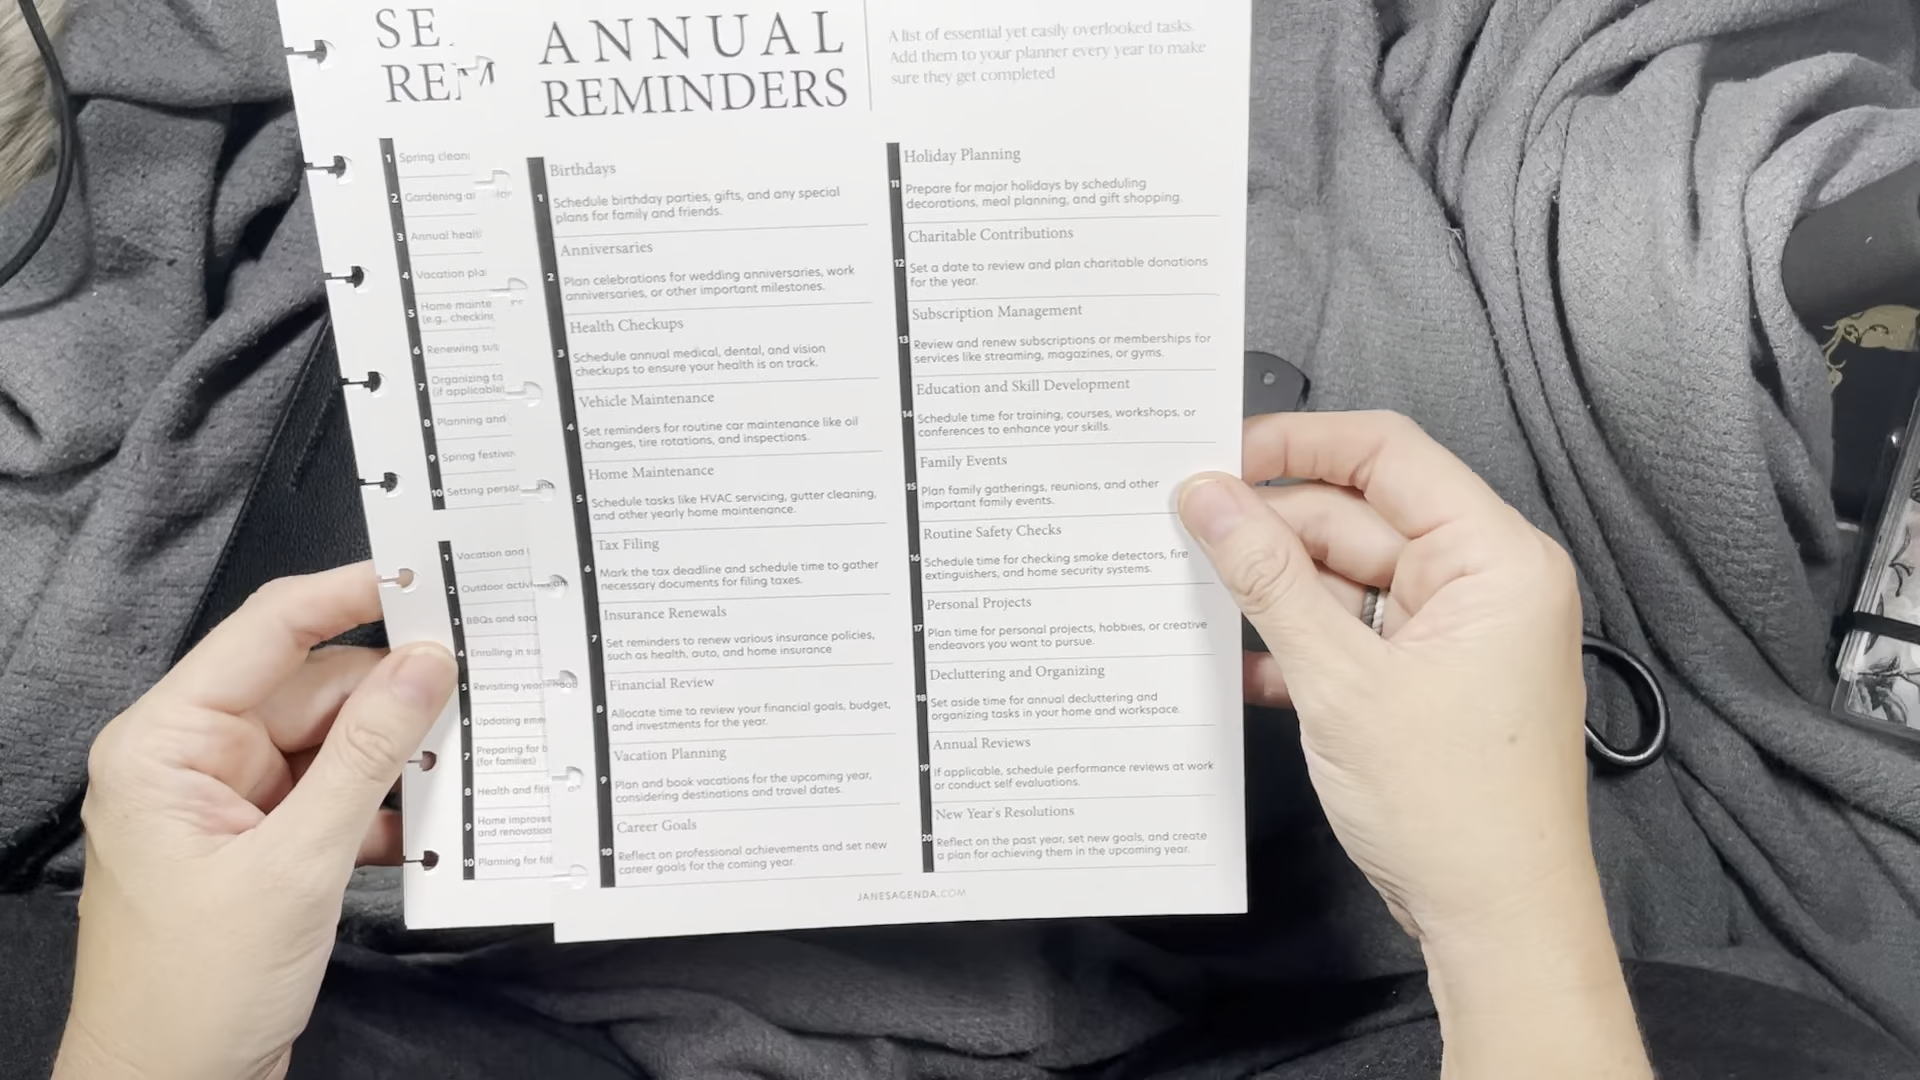 SE
REM
1 Spring clean
2 Gardening a
3 Annual healt
4 Vacation pla
5 Home mainte
(e.g., checkin
6 Renewing su
7 Organizing ta
(if applicable
8 Planning and
9 Spring festiv
10 Setting perso
1 Vacation and
2 Outdoor activ
3 BBQs and soc
4 Enrolling in su
5 Revisiting year
6 Updating eme
7 Preparing for b
(for families)
8 Health and fitn
9 Home improve
and renovation
10 Planning for fal
ANNUAL
REMINDERS
A list of essential yet easily overlooked tasks.
Add them to your planner every year to make
sure they get completed
Birthdays
1 Schedule birthday parties, gifts, and any special
plans for family and friends.
Anniversaries
2 Plan celebrations for wedding anniversaries, work
anniversaries, or other important milestones.
Health Checkups
3 Schedule annual medical, dental, and vision
checkups to ensure your health is on track.
Vehicle Maintenance
4 Set reminders for routine car maintenance like oil
changes, tire rotations, and inspections.
Home Maintenance
5 Schedule tasks like HVAC servicing, gutter cleaning,
and other yearly home maintenance.
Tax Filing
6 Mark the tax deadline and schedule time to gather
necessary documents for filing taxes.
Insurance Renewals
7 Set reminders to renew various insurance policies,
such as health, auto, and home insurance
Financial Review
8 Allocate time to review your financial goals, budget,
and investments for the year.
Vacation Planning
9 Plan and book vacations for the upcoming year,
considering destinations and travel dates.
Career Goals
10 Reflect on professional achievements and set new
career goals for the coming year.
Holiday Planning
11 Prepare for major holidays by scheduling
decorations, meal planning, and gift shopping.
Charitable Contributions
12 Set a date to review and plan charitable donations
for the year.
Subscription Management
13 Review and renew subscriptions or memberships for
services like streaming, magazines, or gyms.
Education and Skill Development
14 Schedule time for training, courses, workshops, or
conferences to enhance your skills.
Family Events
15 Plan family gatherings, reunions, and other
important family events.
Routine Safety Checks
16 Schedule time for checking smoke detectors, fire
extinguishers, and home security systems.
Personal Projects
17 Plan time for personal projects, hobbies, or creative
endeavors you want to pursue.
Decluttering and Organizing
18 Set aside time for annual decluttering and
organizing tasks in your home and workspace.
Annual Reviews
19 If applicable, schedule performance reviews at work
or conduct self evaluations.
New Year's Resolutions
20 Reflect on the past year, set new goals, and create
a plan for achieving them in the upcoming year.
JANESAGENDA.COM